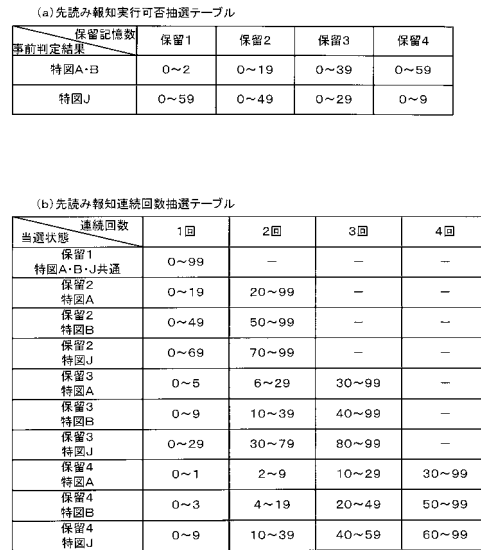 (a)先読み報知実行可否抽選テーブル
保留記憶数
事前判定結果
保留1 保留2 保留3 保留4
特図A・B 0～2 0～19 0～39 0～59
特図J 0～59 0～49 0～29 0～9
(b)先読み報知連続回数抽選テーブル
連続回数
当選状態
1回 2回 3回 4回
保留1
特図A・B・J共通 0～99 － － －
保留2
特図A 0～19 20～99 － －
保留2
特図B 0～49 50～99 － －
保留2
特図J 0～69 70～99 － －
保留3
特図A 0～5 6～29 30～99 －
保留3
特図B 0～9 10～39 40～99 －
保留3
特図J 0～29 30～79 80～99 －
保留4
特図A 0～1 2～9 10～29 30～99
保留4
特図B 0～3 4～19 20～49 50～99
保留4
特図J 0～9 10～39 40～59 60～99